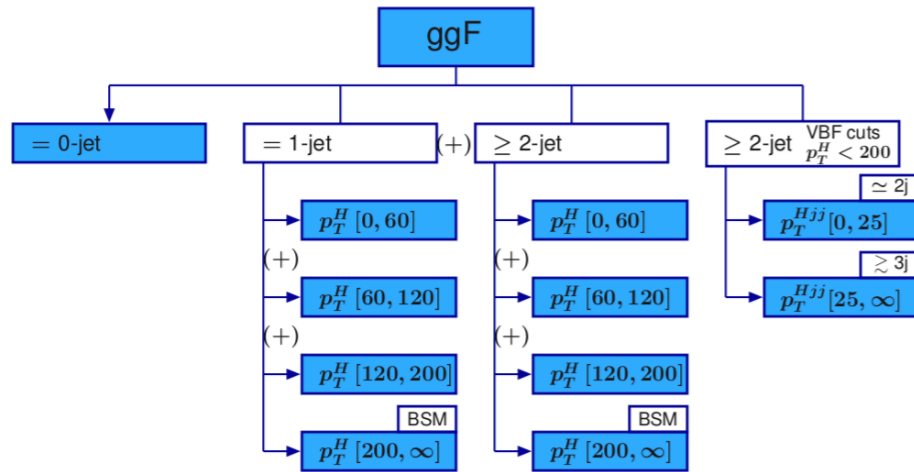 ggF
= 0-jet
= 1-jet
(+)
≥ 2-jet
≥ 2-jet VBF cuts
p_T^H < 200
p_T^H [0, 60]
(+)
p_T^H [60, 120]
(+)
p_T^H [120, 200]
BSM
p_T^H [200, ∞]
p_T^H [0, 60]
(+)
p_T^H [60, 120]
(+)
p_T^H [120, 200]
BSM
p_T^H [200, ∞]
≃ 2j
p_T^{Hjj} [0, 25]
≳ 3j
p_T^{Hjj} [25, ∞]